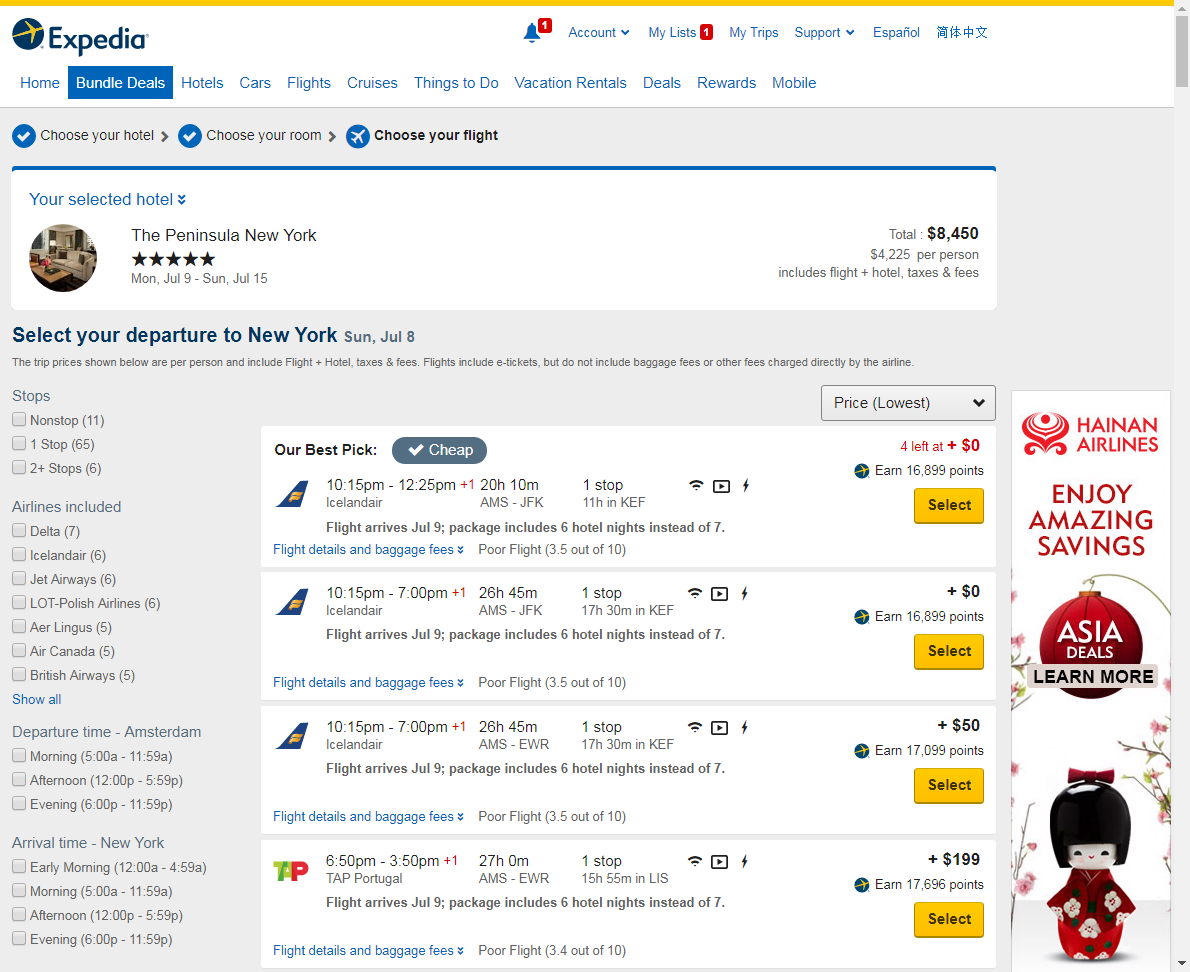 Expedia
1
Account
My Lists 1
My Trips
Support
Español
简体中文
Home
Bundle Deals
Hotels
Cars
Flights
Cruises
Things to Do
Vacation Rentals
Deals
Rewards
Mobile
Choose your hotel
Choose your room
Choose your flight
Your selected hotel
The Peninsula New York
Mon, Jul 9 - Sun, Jul 15
Total : $8,450
$4,225 per person
includes flight + hotel, taxes & fees
Select your departure to New York Sun, Jul 8
The trip prices shown below are per person and include Flight + Hotel, taxes & fees. Flights include e-tickets, but do not include baggage fees or other fees charged directly by the airline.
Stops
Nonstop (11)
1 Stop (65)
2+ Stops (6)
Airlines included
Delta (7)
Icelandair (6)
Jet Airways (6)
LOT-Polish Airlines (6)
Aer Lingus (5)
Air Canada (5)
British Airways (5)
Show all
Departure time - Amsterdam
Morning (5:00a - 11:59a)
Afternoon (12:00p - 5:59p)
Evening (6:00p - 11:59p)
Arrival time - New York
Early Morning (12:00a - 4:59a)
Morning (5:00a - 11:59a)
Afternoon (12:00p - 5:59p)
Evening (6:00p - 11:59p)
Price (Lowest)
Our Best Pick: Cheap
4 left at + $0
Earn 16,899 points
Select
10:15pm - 12:25pm +1 20h 10m 1 stop
Icelandair AMS - JFK 11h in KEF
Flight arrives Jul 9; package includes 6 hotel nights instead of 7.
Flight details and baggage fees Poor Flight (3.5 out of 10)
10:15pm - 7:00pm +1 26h 45m 1 stop
Icelandair AMS - JFK 17h 30m in KEF
Flight arrives Jul 9; package includes 6 hotel nights instead of 7.
+ $0
Earn 16,899 points
Select
Flight details and baggage fees Poor Flight (3.5 out of 10)
10:15pm - 7:00pm +1 26h 45m 1 stop
Icelandair AMS - EWR 17h 30m in KEF
Flight arrives Jul 9; package includes 6 hotel nights instead of 7.
+ $50
Earn 17,099 points
Select
Flight details and baggage fees Poor Flight (3.5 out of 10)
TAP
6:50pm - 3:50pm +1 27h 0m 1 stop
TAP Portugal AMS - EWR 15h 55m in LIS
Flight arrives Jul 9; package includes 6 hotel nights instead of 7.
+ $199
Earn 17,696 points
Select
Flight details and baggage fees Poor Flight (3.4 out of 10)
HAINAN
AIRLINES
ENJOY
AMAZING
SAVINGS
ASIA
DEALS
LEARN MORE